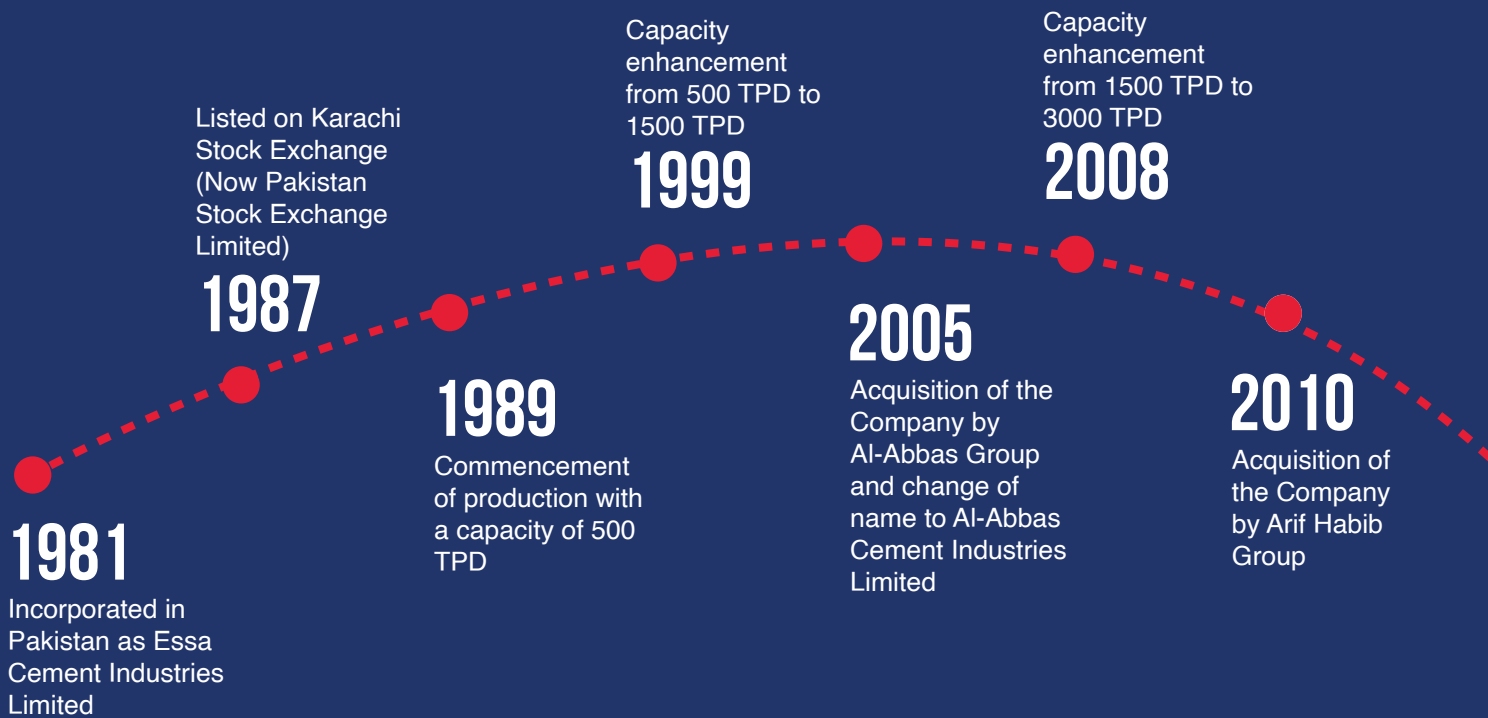 1981
Incorporated in
Pakistan as Essa
Cement Industries
Limited
Listed on Karachi
Stock Exchange
(Now Pakistan
Stock Exchange
Limited)
1987
1989
Commencement
of production with
a capacity of 500
TPD
Capacity
enhancement
from 500 TPD to
1500 TPD
1999
2005
Acquisition of the
Company by
Al-Abbas Group
and change of
name to Al-Abbas
Cement Industries
Limited
Capacity
enhancement
from 1500 TPD to
3000 TPD
2008
2010
Acquisition of
the Company
by Arif Habib
Group